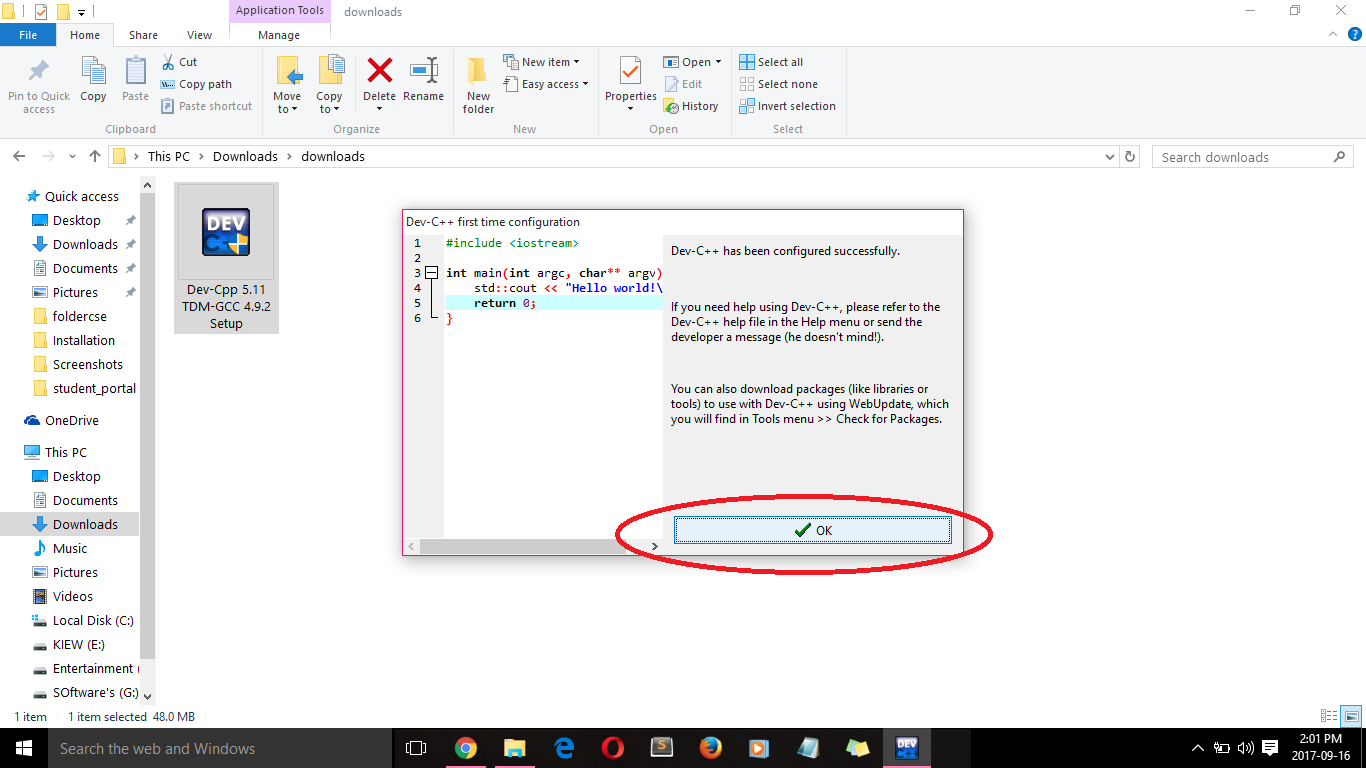 Application Tools
downloads
File
Home
Share
View
Manage
Pin to Quick
access
Copy
Paste
Cut
Copy path
Paste shortcut
Clipboard
Move
to
Copy
to
Delete
Rename
Organize
New
folder
New item
Easy access
New
Properties
Open
Edit
History
Open
Select all
Select none
Invert selection
Select
This PC
Downloads
downloads
Search downloads
Quick access
Desktop
Downloads
Documents
Pictures
foldercse
Installation
Screenshots
student_portal
OneDrive
This PC
Desktop
Documents
Downloads
Music
Pictures
Videos
Local Disk (C:)
KIEW (E:)
Entertainment (
SOftware's (G:)
DEV
C++
Dev-Cpp 5.11
TDM-GCC 4.9.2
Setup
Dev-C++ first time configuration
1 #include <iostream>
2
3 int main(int argc, char** argv)
4 std::cout << "Hello world!\
5 return 0;
6 }
Dev-C++ has been configured successfully.
If you need help using Dev-C++, please refer to the
Dev-C++ help file in the Help menu or send the
developer a message (he doesn't mind!).
You can also download packages (like libraries or
tools) to use with Dev-C++ using WebUpdate, which
you will find in Tools menu >> Check for Packages.
OK
1 item 1 item selected 48.0 MB
Search the web and Windows
DEV
C++
2:01 PM
2017-09-16